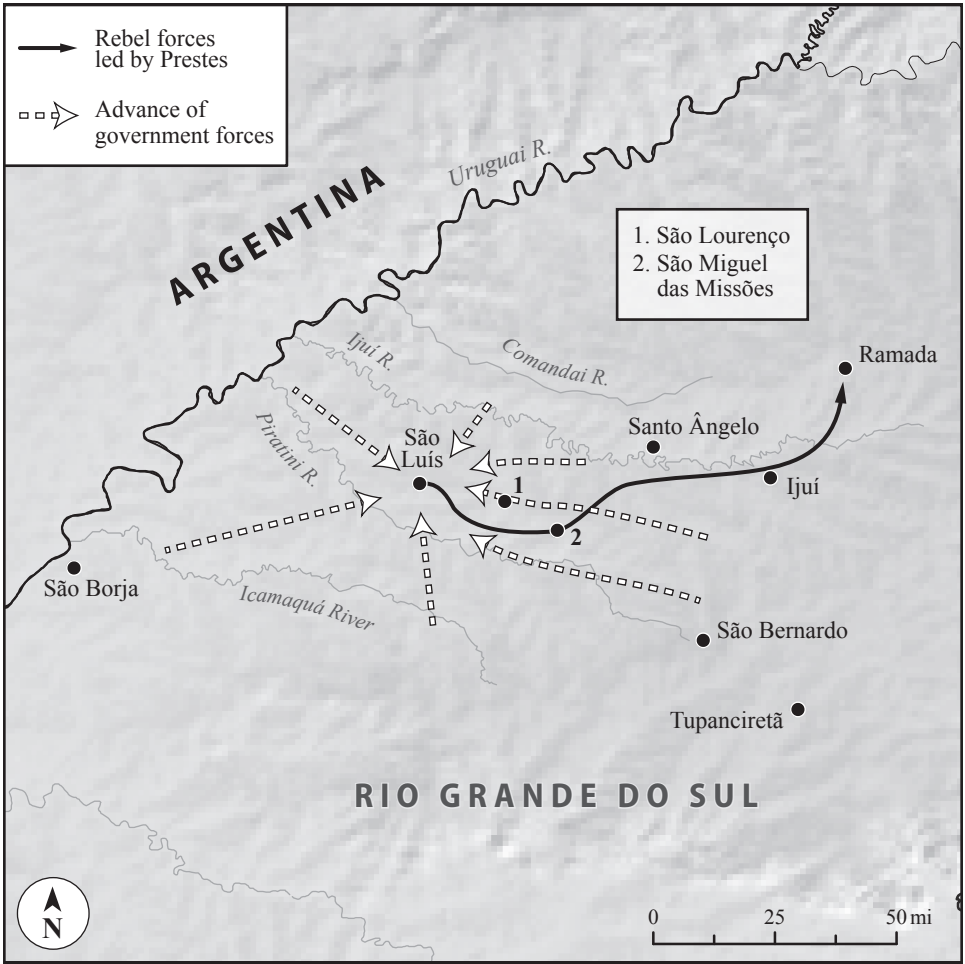 Rebel forces
led by Prestes
Advance of
government forces
ARGENTINA
Uruguai R.
1. São Lourenço
2. São Miguel
das Missões
Ijuí R.
Comandai R.
Ramada
Piratini R.
São
Luís
Santo Ângelo
1
Ijuí
2
São Borja
Icamaquá River
São Bernardo
Tupanciretã
RIO GRANDE DO SUL
N
0 25 50 mi